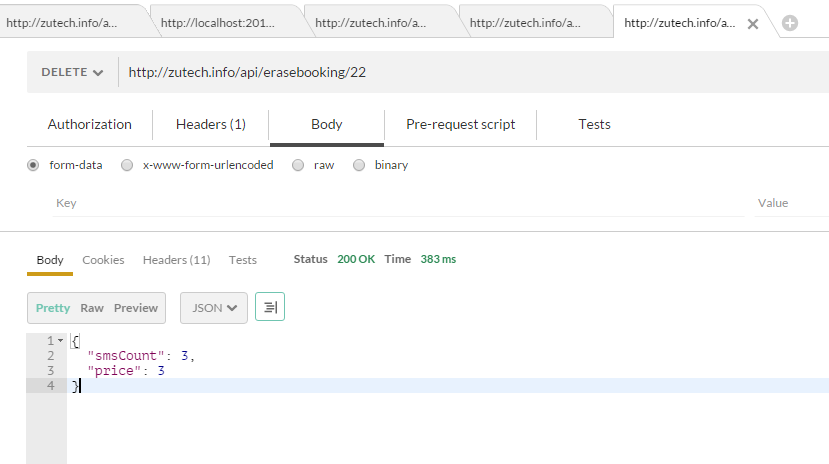 http://zutech.info/a... http://localhost:201... http://zutech.info/a... http://zutech.info/a... http://zutech.info/a...
DELETE http://zutech.info/api/erasebooking/22
Authorization Headers (1) Body Pre-request script Tests
form-data x-www-form-urlencoded raw binary
Key Value
Body Cookies Headers (11) Tests Status 200 OK Time 383 ms
Pretty Raw Preview JSON
1 {
2 "smsCount": 3,
3 "price": 3
4 }